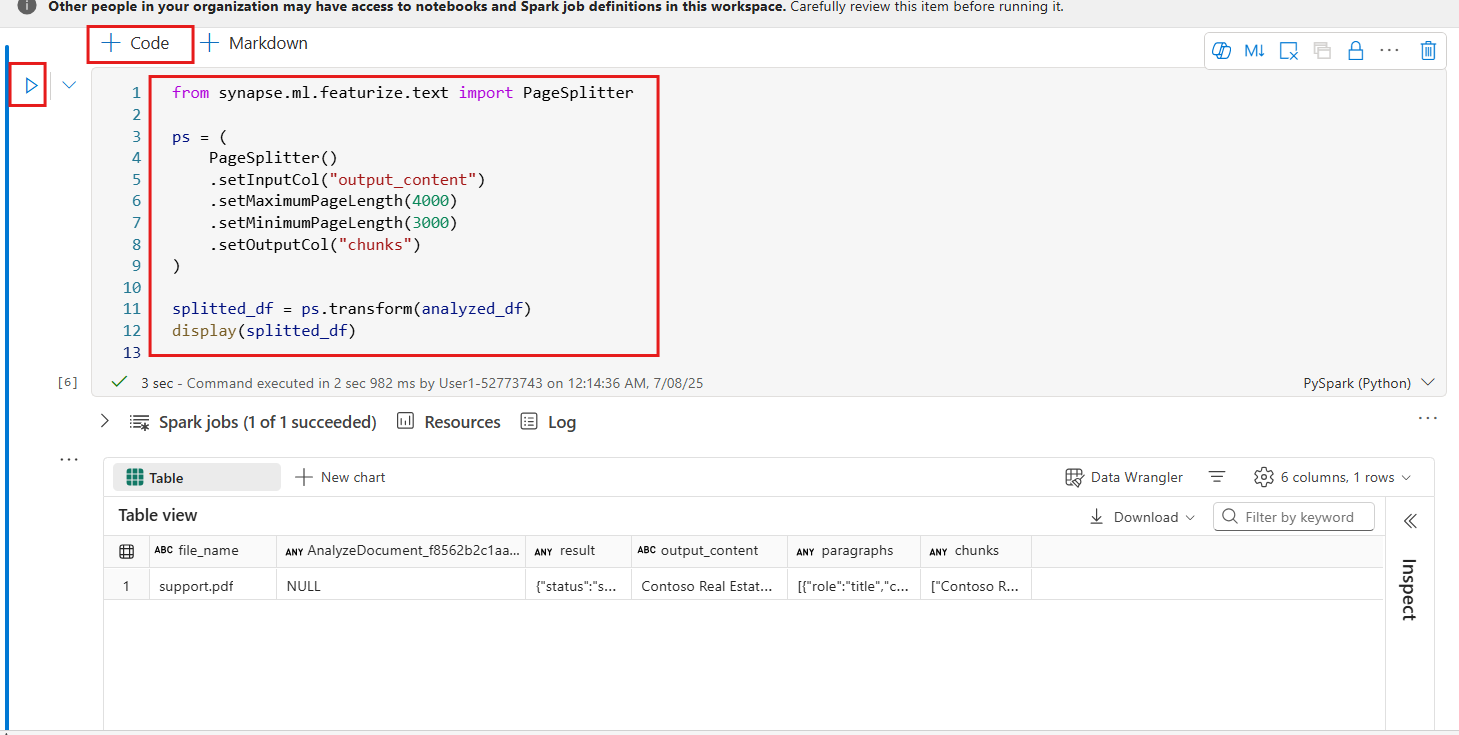 Other people in your organization may have access to notebooks and Spark job definitions in this workspace. Carefully review this item before running it.
Code Markdown
M↓ ...
1 from synapse.ml.featurize.text import PageSplitter
2
3 ps = (
4 PageSplitter()
5 .setInputCol("output_content")
6 .setMaximumPageLength(4000)
7 .setMinimumPageLength(3000)
8 .setOutputCol("chunks")
9 )
10
11 splitted_df = ps.transform(analyzed_df)
12 display(splitted_df)
13
[6] 3 sec - Command executed in 2 sec 982 ms by User1-52773743 on 12:14:36 AM, 7/08/25 PySpark (Python)
Spark jobs (1 of 1 succeeded) Resources Log ...
...
Table New chart Data Wrangler 6 columns, 1 rows
Table view Download Filter by keyword
ABC file_name ANY AnalyzeDocument_f8562b2c1aa... ANY result ABC output_content ANY paragraphs ANY chunks
1 support.pdf NULL {"status":"s... Contoso Real Estat... [{"role":"title","c... ["Contoso R...
Inspect